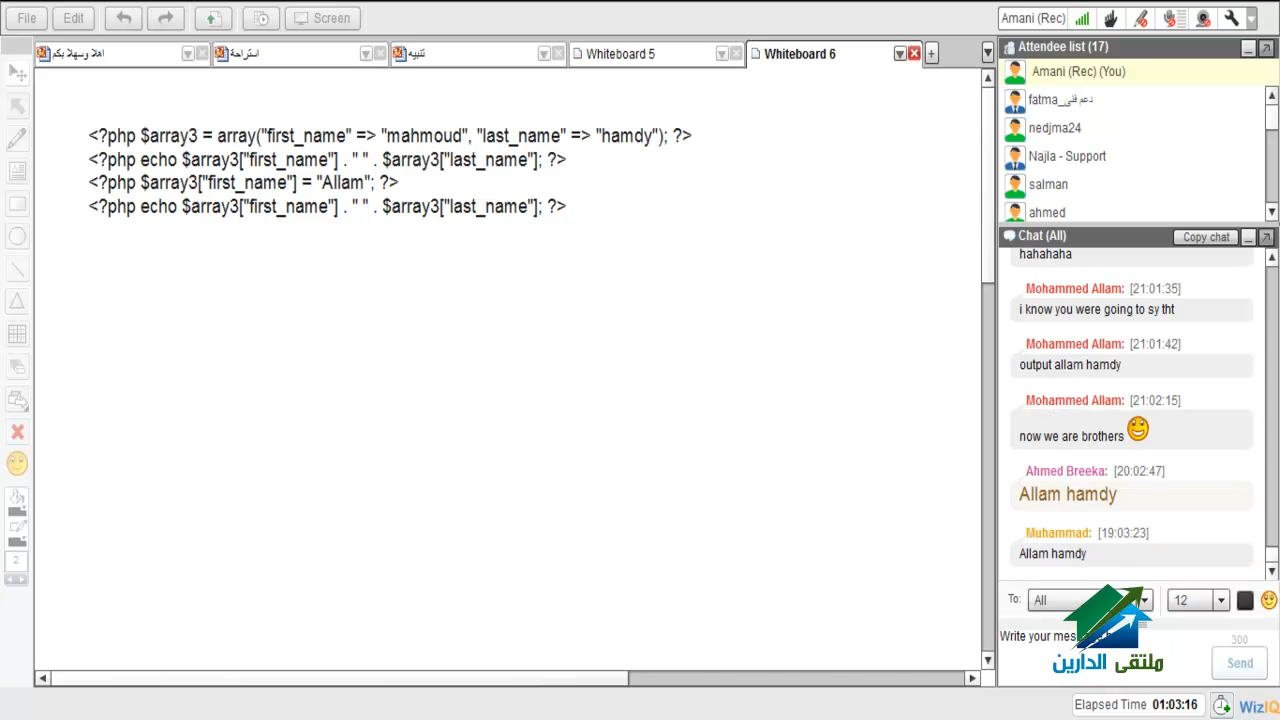 File
Edit
Screen
Amani (Rec)
اهلا وسهلا بكم
استراحة
تنبيه
Whiteboard 5
Whiteboard 6
Attendee list (17)
Amani (Rec) (You)
fatma_دعم فنى
nedjma24
Najla - Support
salman
ahmed
<?php $array3 = array("first_name" => "mahmoud", "last_name" => "hamdy"); ?>
<?php echo $array3["first_name"] . " " . $array3["last_name"]; ?>
<?php $array3["first_name"] = "Allam"; ?>
<?php echo $array3["first_name"] . " " . $array3["last_name"]; ?>
Chat (All)
Copy chat
hahahaha
Mohammed Allam: [21:01:35]
i know you were going to sy tht
Mohammed Allam: [21:01:42]
output allam hamdy
Mohammed Allam: [21:02:15]
now we are brothers
Ahmed Breeka: [20:02:47]
Allam hamdy
Muhammad: [19:03:23]
Allam hamdy
2
To:
All
12
Write your
300
Send
ملتقى الدارين
Elapsed Time 01:03:16
WizIQ